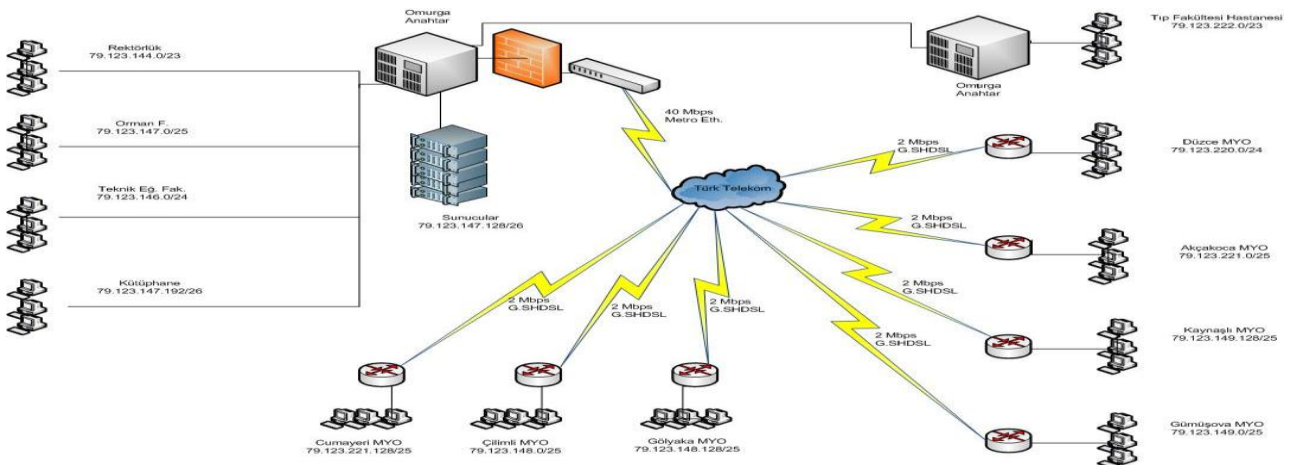 Omurga
Anahtar
Tıp Fakültesi Hastanesi
79.123.222.0/23
Rektörlük
79.123.144.0/23
Omurga
Anahtar
40 Mbps
Metro Eth.
Orman F.
79.123.147.0/25
2 Mbps
G.SHDSL
Düzce MYO
79.123.220.0/24
Teknik Eğ. Fak.
79.123.146.0/24
Türk Telekom
Sunucular
79.123.147.128/26
2 Mbps
G.SHDSL
Akçakoca MYO
79.123.221.0/25
Kütüphane
79.123.147.192/26
2 Mbps
G.SHDSL
2 Mbps
G.SHDSL
2 Mbps
G.SHDSL
2 Mbps
G.SHDSL
2 Mbps
G.SHDSL
Kaynaşlı MYO
79.123.149.128/25
Cumayeri MYO
79.123.221.128/25
Çilimli MYO
79.123.148.0/25
Gölyaka MYO
79.123.148.128/25
Gümüşova MYO
79.123.149.0/25